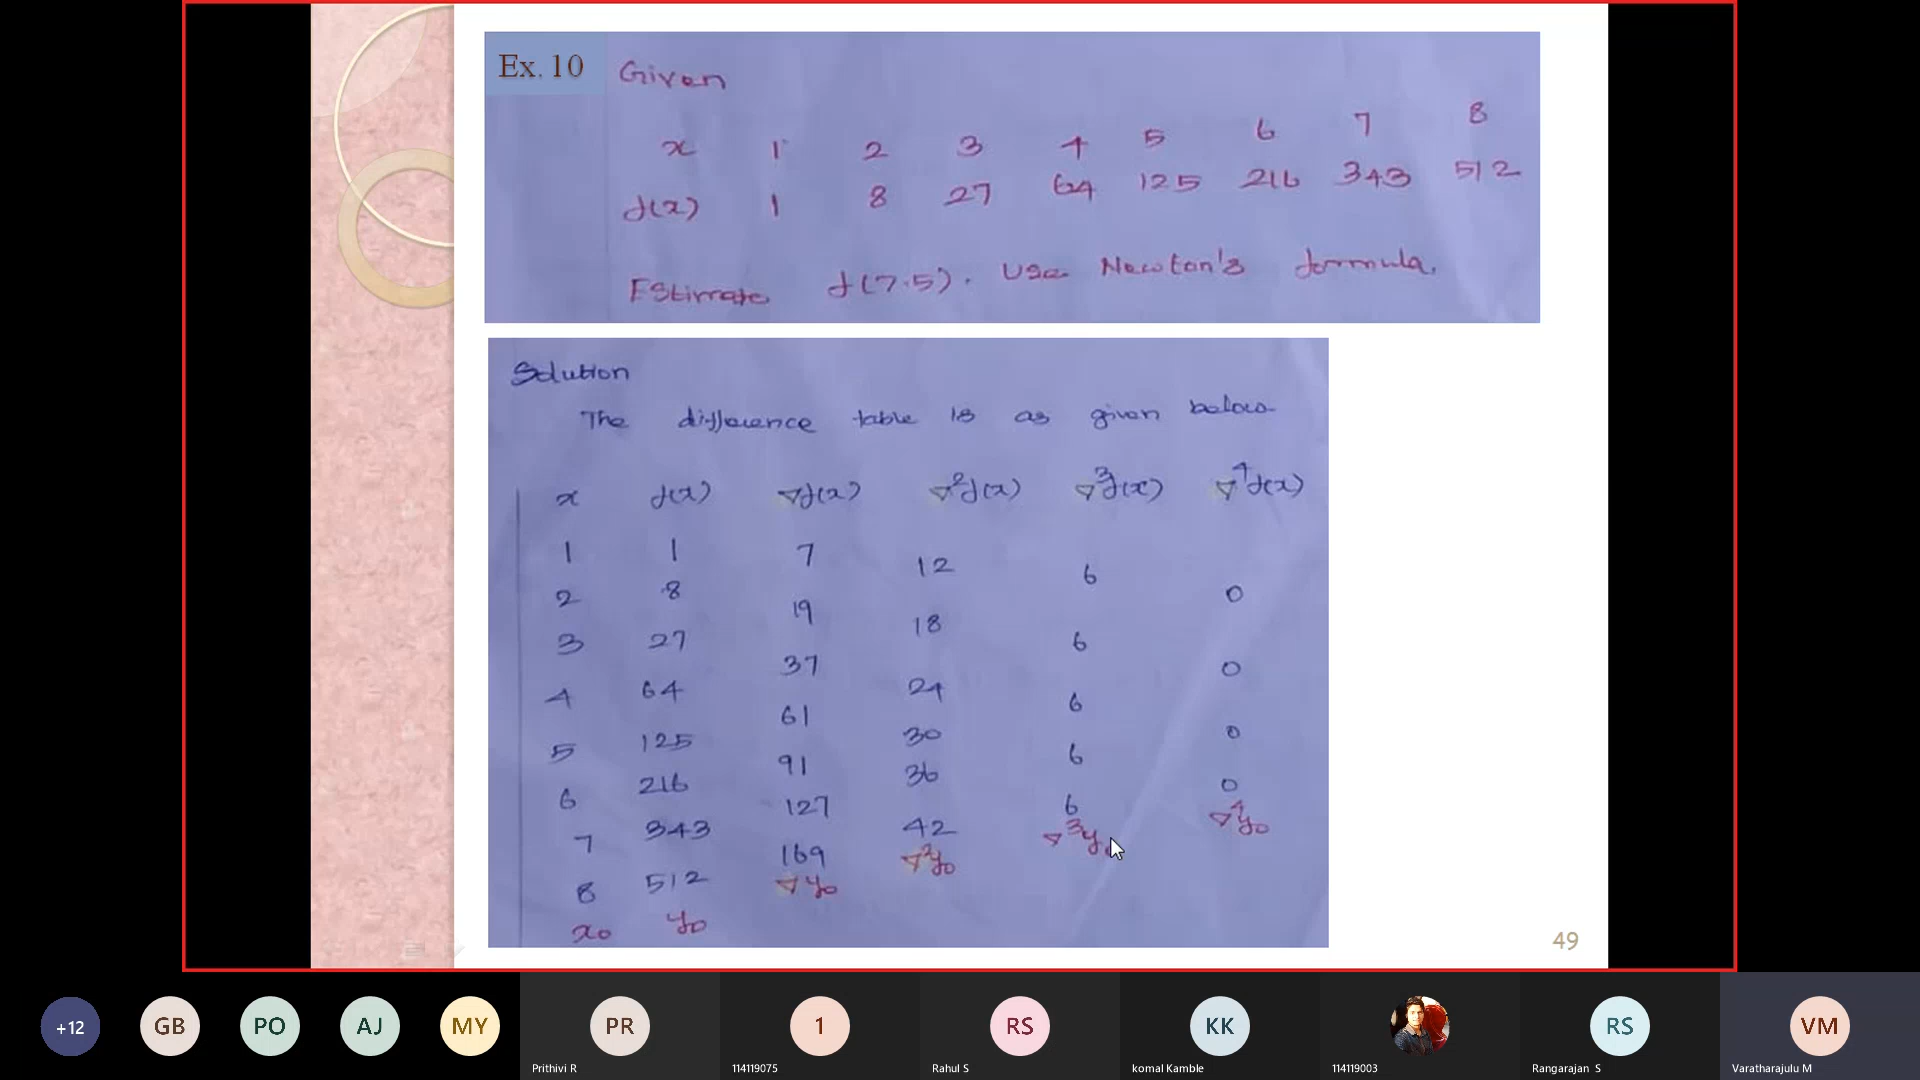 Ex. 10 Given
x 1 2 3 4 5 6 7 8
f(x) 1 8 27 64 125 216 343 512
Estimate f(7.5). Use Newton's formula.
Solution
The difference table is as given below
x f(x) ∇f(x) ∇²f(x) ∇³f(x) ∇⁴f(x)
1 1 7 12 6
2 8 19 18 6 0
3 27 37 24 6 0
4 64 61 30 6 0
5 125 91 36 6 0
6 216 127 42 ∇³y ∇⁴y₀
7 343 169 ∇²y₀
8 512 ∇y₀
x₀ y₀
49
+12 GB PO AJ MY PR 1 RS KK RS VM
Prithivi R 114119075 Rahul S komal Kamble 114119003 Rangarajan S Varatharajulu M